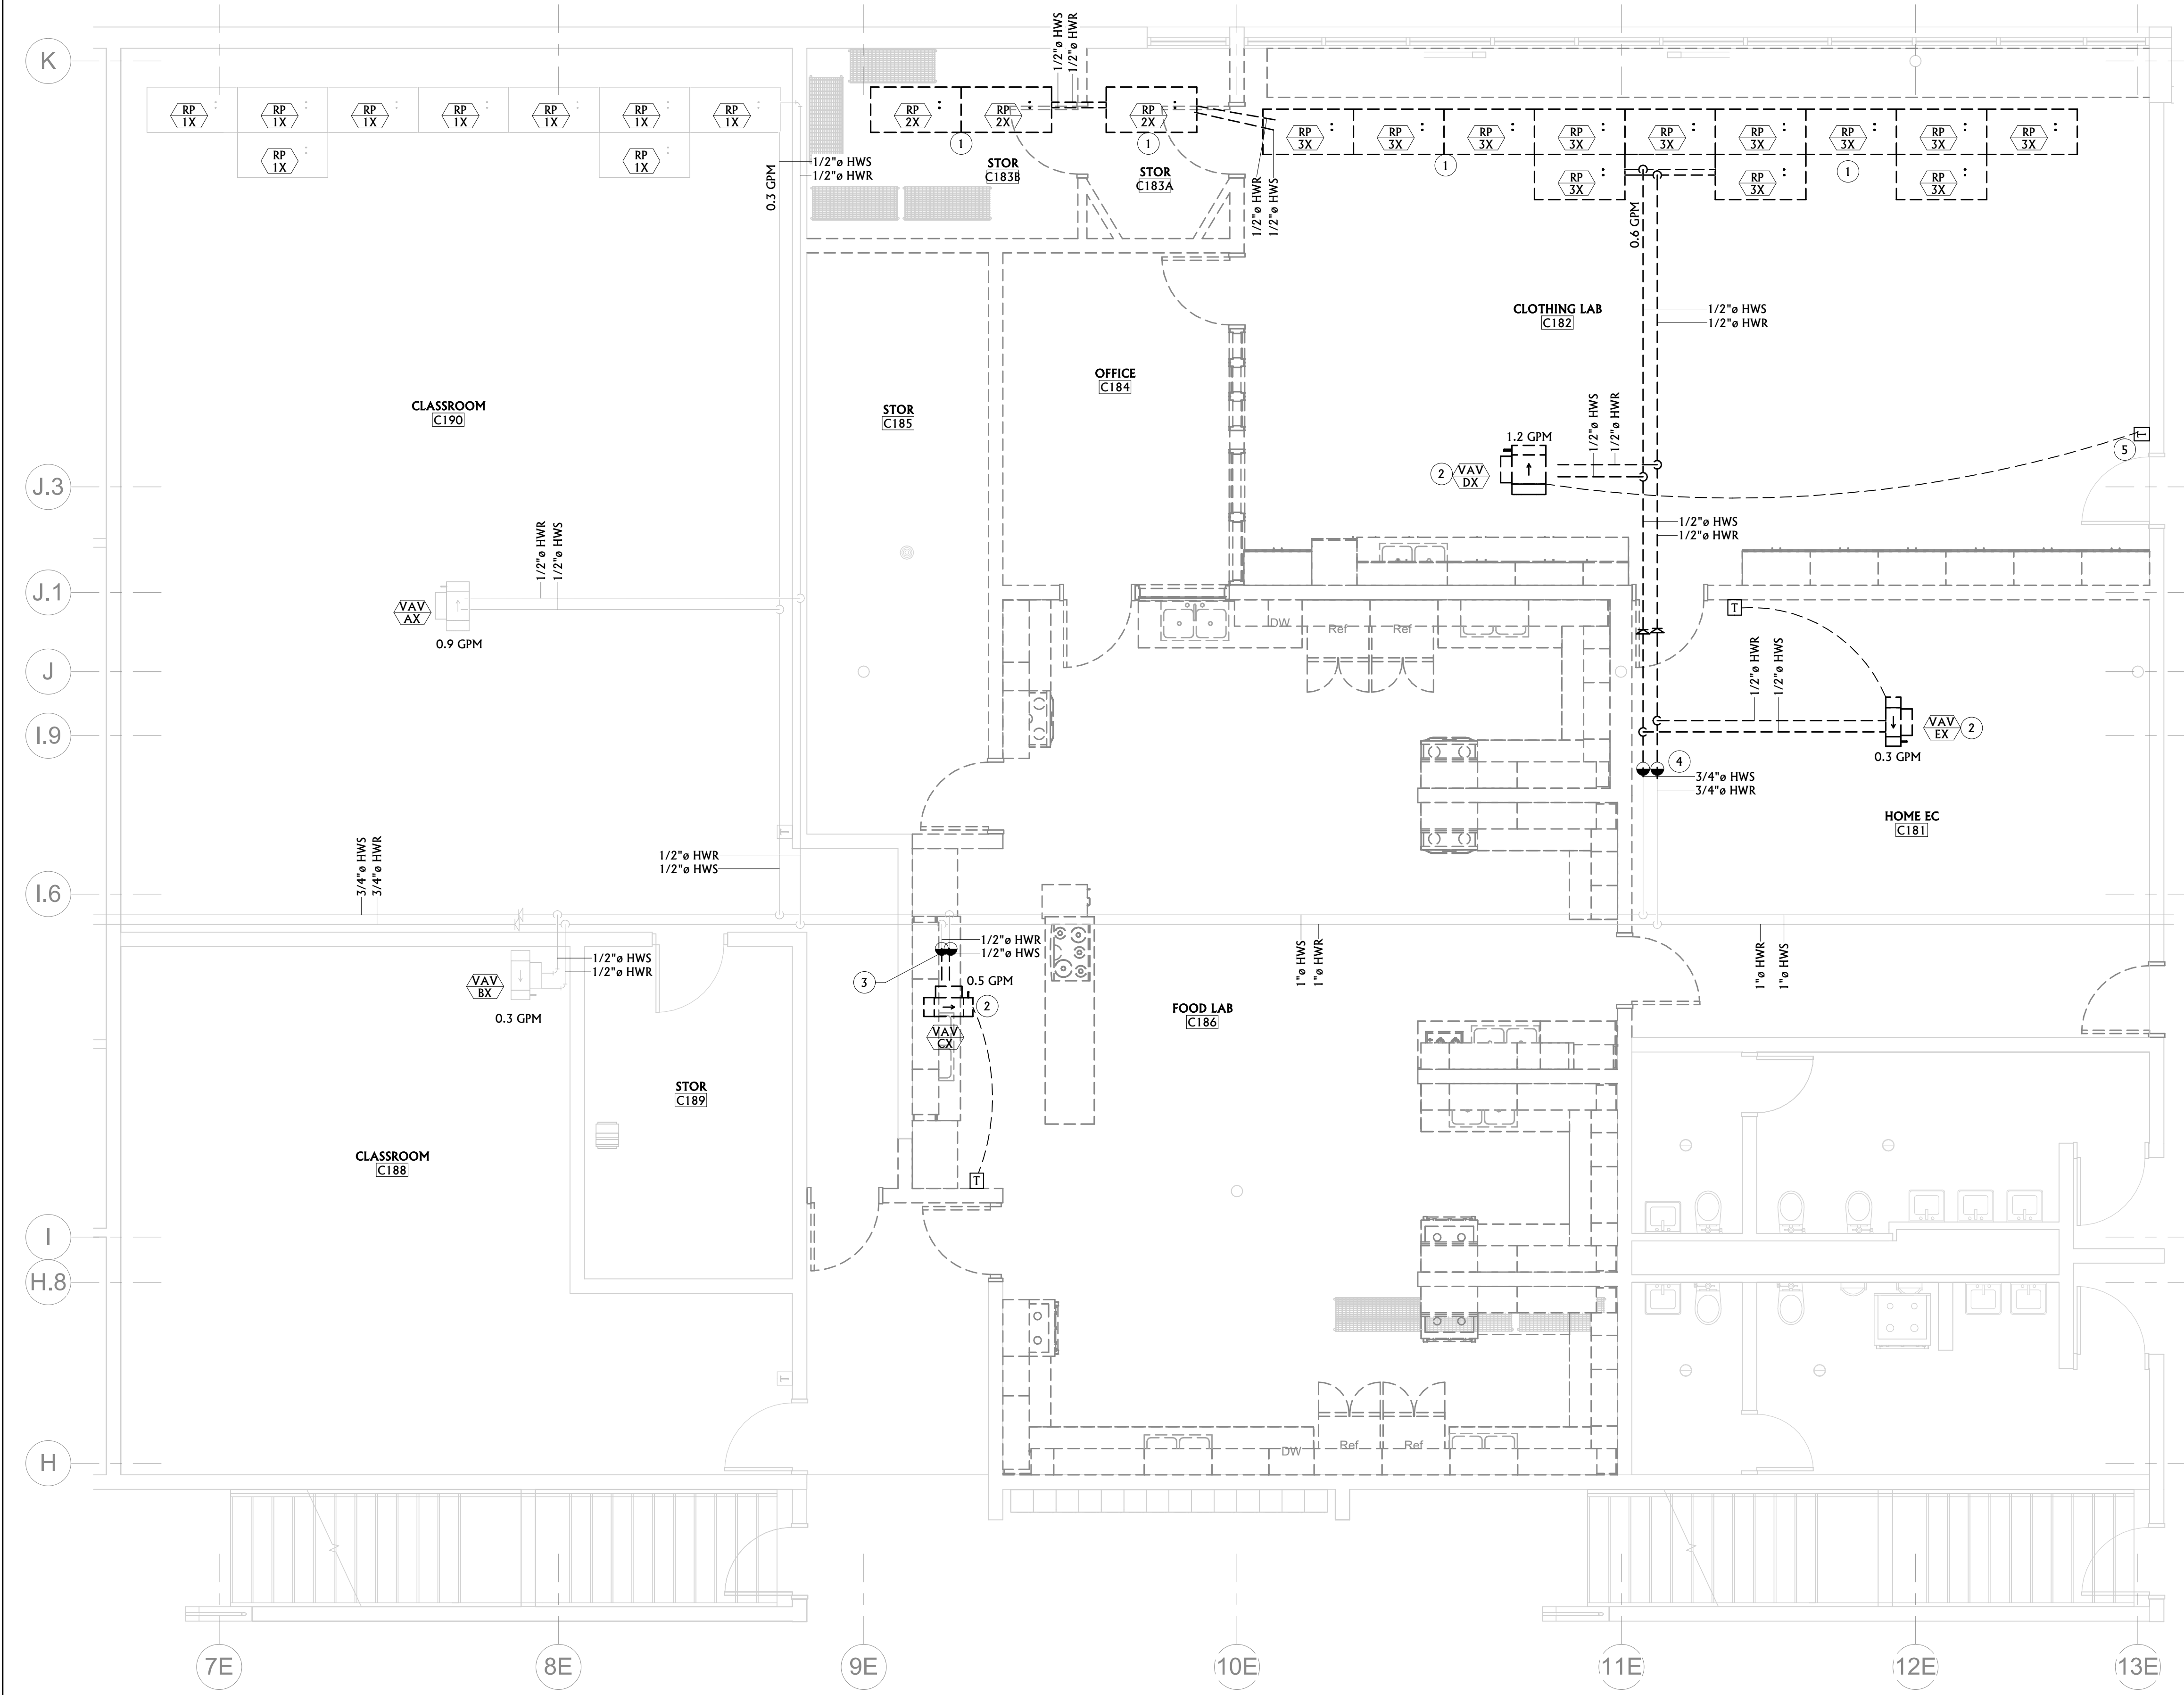 1/2"ø HWS
1/2"ø HWR
K
RP
1X
RP
1X
RP
1X
RP
1X
RP
1X
RP
1X
RP
1X
RP
2X
RP
2X
RP
2X
RP
3X
RP
3X
RP
3X
RP
3X
RP
3X
RP
3X
RP
3X
RP
3X
RP
3X
1
1
1
1
RP
1X
RP
1X
1/2"ø HWS
1/2"ø HWR
0.3 GPM
STOR
C183B
STOR
C183A
RP
3X
RP
3X
RP
3X
1/2"ø HWR
1/2"ø HWS
0.6 GPM
CLOTHING LAB
C182
1/2"ø HWS
1/2"ø HWR
OFFICE
C184
CLASSROOM
C190
STOR
C185
1/2"ø HWS
1/2"ø HWR
1.2 GPM
2
VAV
DX
T
5
J.3
1/2"ø HWS
1/2"ø HWR
1/2"ø HWR
1/2"ø HWS
J.1
VAV
AX
0.9 GPM
T
DW
Ref
Ref
J
1/2"ø HWR
1/2"ø HWS
I.9
VAV
EX
2
0.3 GPM
4
3/4"ø HWS
3/4"ø HWR
HOME EC
C181
T
1/2"ø HWR
1/2"ø HWS
3/4"ø HWS
3/4"ø HWR
I.6
1/2"ø HWR
1/2"ø HWS
1"ø HWS
1"ø HWR
1"ø HWR
1"ø HWS
1/2"ø HWS
1/2"ø HWR
VAV
BX
0.3 GPM
3
0.5 GPM
2
VAV
CX
FOOD LAB
C186
STOR
C189
CLASSROOM
C188
T
I
H.8
T
H
DW
Ref
Ref
7E
8E
9E
10E
11E
12E
13E